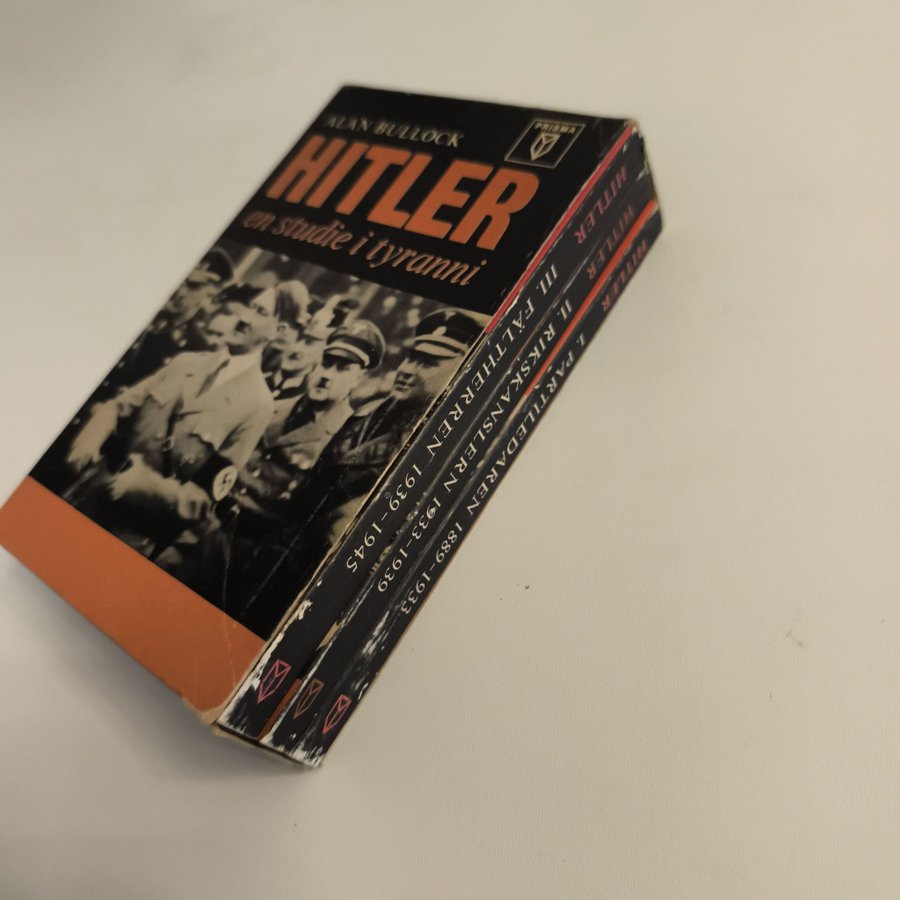 ALAN BULLOCK
PRISMA
HITLER
en studie i tyranni
HITLER
III. FÄLTHERREN 1939-1945
HITLER
II. RIKSKANSLERN 1933-1939
HITLER
I. PARTILEDAREN 1889-1933